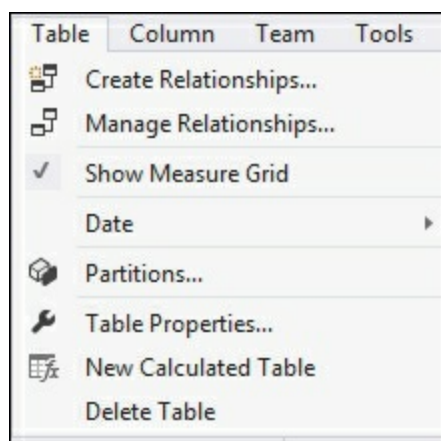 Table Column Team Tools
Create Relationships...
Manage Relationships...
Show Measure Grid
Date
Partitions...
Table Properties...
New Calculated Table
Delete Table